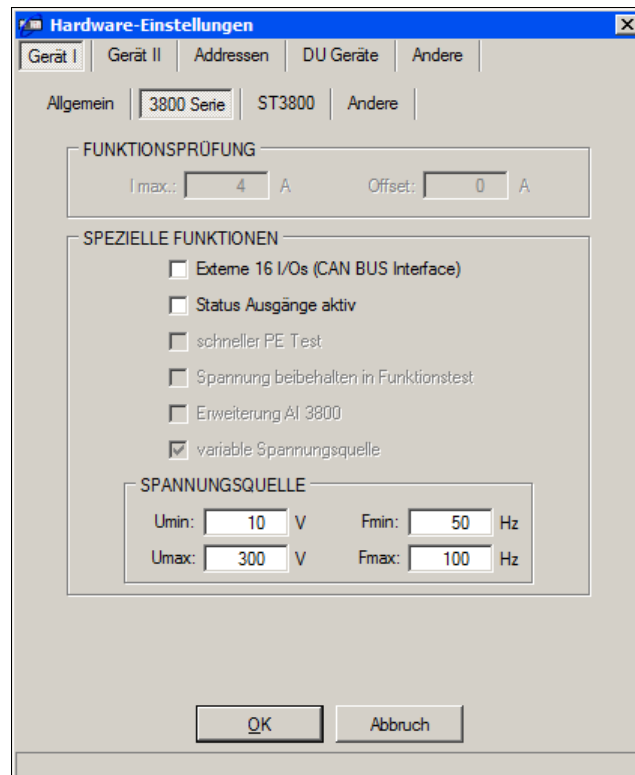 Hardware-Einstellungen
Gerät I Gerät II Addressen DU Geräte Andere
Allgemein 3800 Serie ST3800 Andere
FUNKTIONSPRÜFUNG
I max.: 4 A Offset: 0 A
SPEZIELLE FUNKTIONEN
Externe 16 I/Os (CAN BUS Interface)
Status Ausgänge aktiv
schneller PE Test
Spannung beibehalten in Funktionstest
Erweiterung AI 3800
variable Spannungsquelle
SPANNUNGSQUELLE
Umin: 10 V Fmin: 50 Hz
Umax: 300 V Fmax: 100 Hz
OK Abbruch